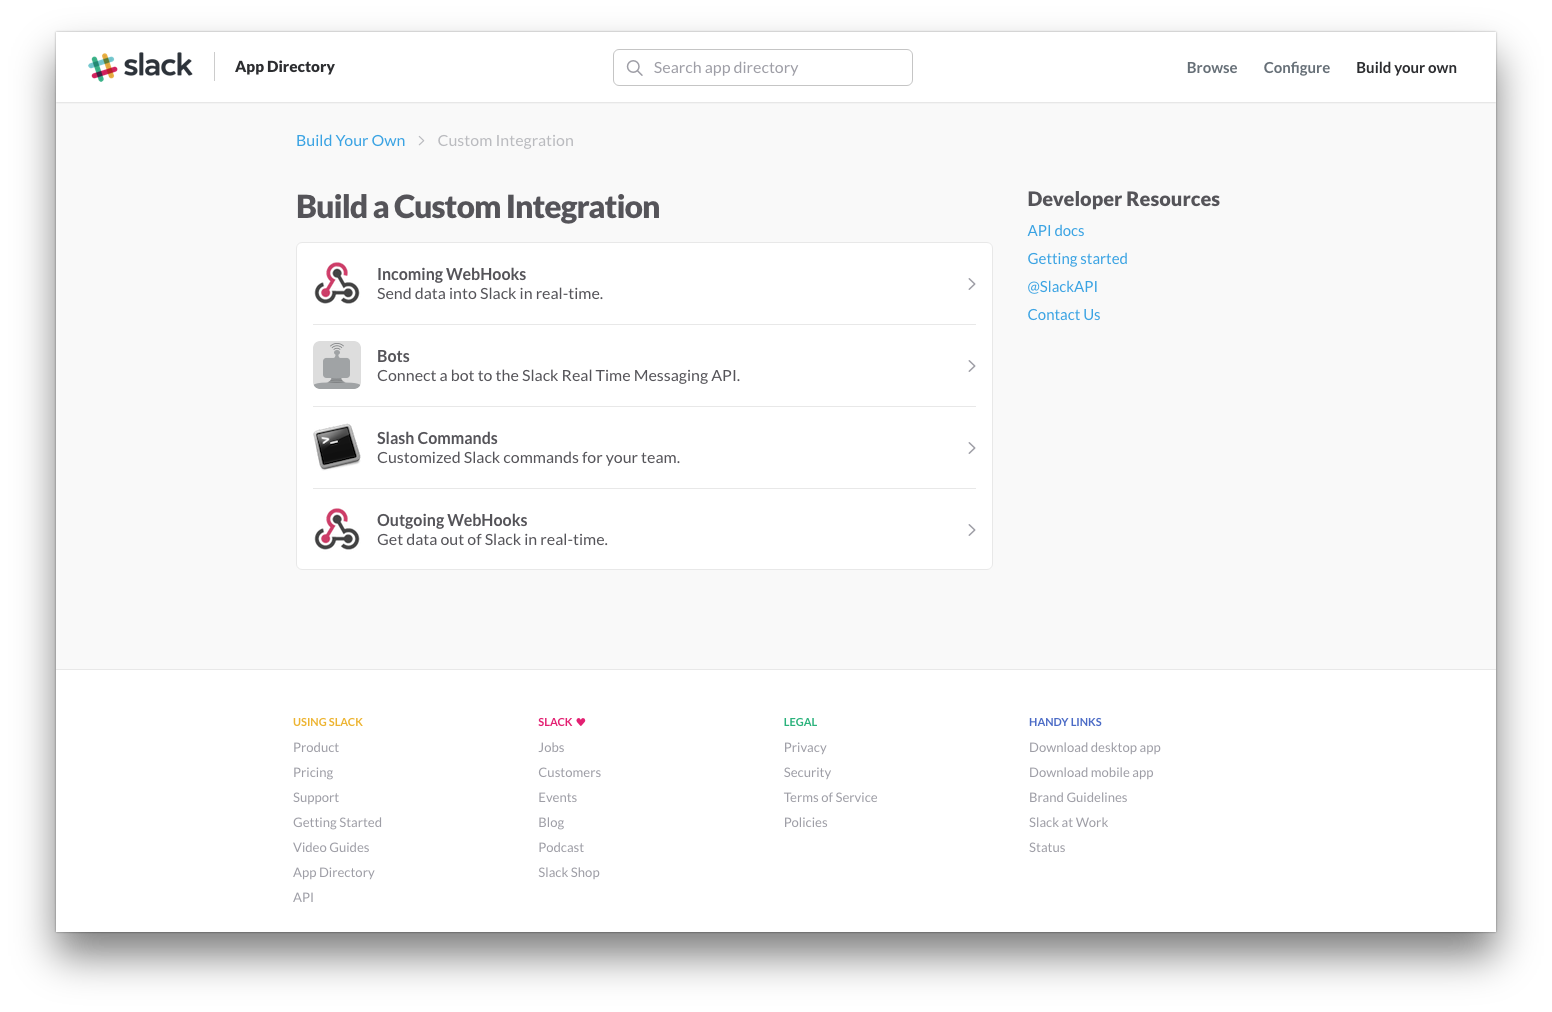 slack
App Directory
Search app directory
Browse
Configure
Build your own
Build Your Own
Custom Integration
Build a Custom Integration
Incoming WebHooks
Send data into Slack in real-time.
Bots
Connect a bot to the Slack Real Time Messaging API.
>_
Slash Commands
Customized Slack commands for your team.
Outgoing WebHooks
Get data out of Slack in real-time.
Developer Resources
API docs
Getting started
@SlackAPI
Contact Us
USING SLACK
Product
Pricing
Support
Getting Started
Video Guides
App Directory
API
SLACK ♥
Jobs
Customers
Events
Blog
Podcast
Slack Shop
LEGAL
Privacy
Security
Terms of Service
Policies
HANDY LINKS
Download desktop app
Download mobile app
Brand Guidelines
Slack at Work
Status